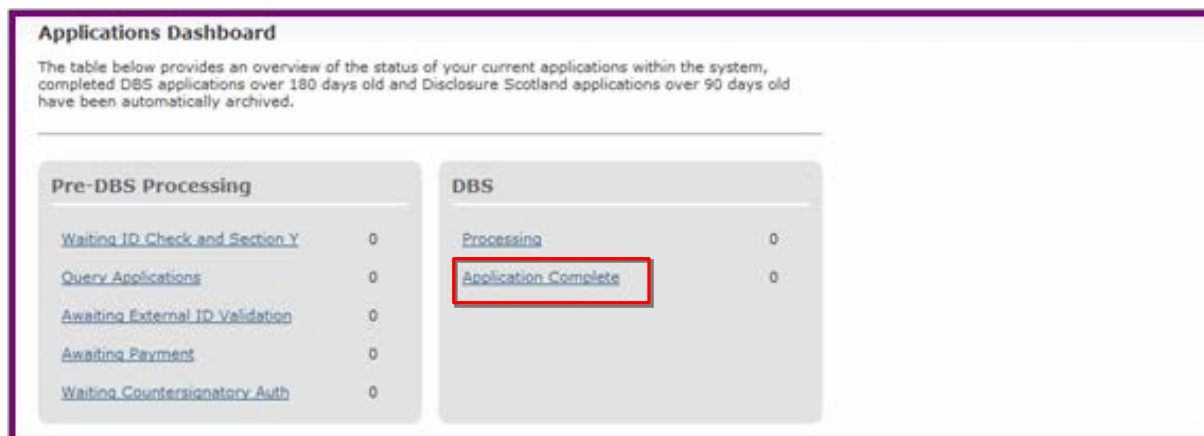 Applications Dashboard
The table below provides an overview of the status of your current applications within the system,
completed DBS applications over 180 days old and Disclosure Scotland applications over 90 days old
have been automatically archived.
Pre-DBS Processing
Waiting ID Check and Section Y 0
Query Applications 0
Awaiting External ID Validation 0
Awaiting Payment 0
Waiting Countersignatory Auth 0
DBS
Processing 0
Application Complete 0